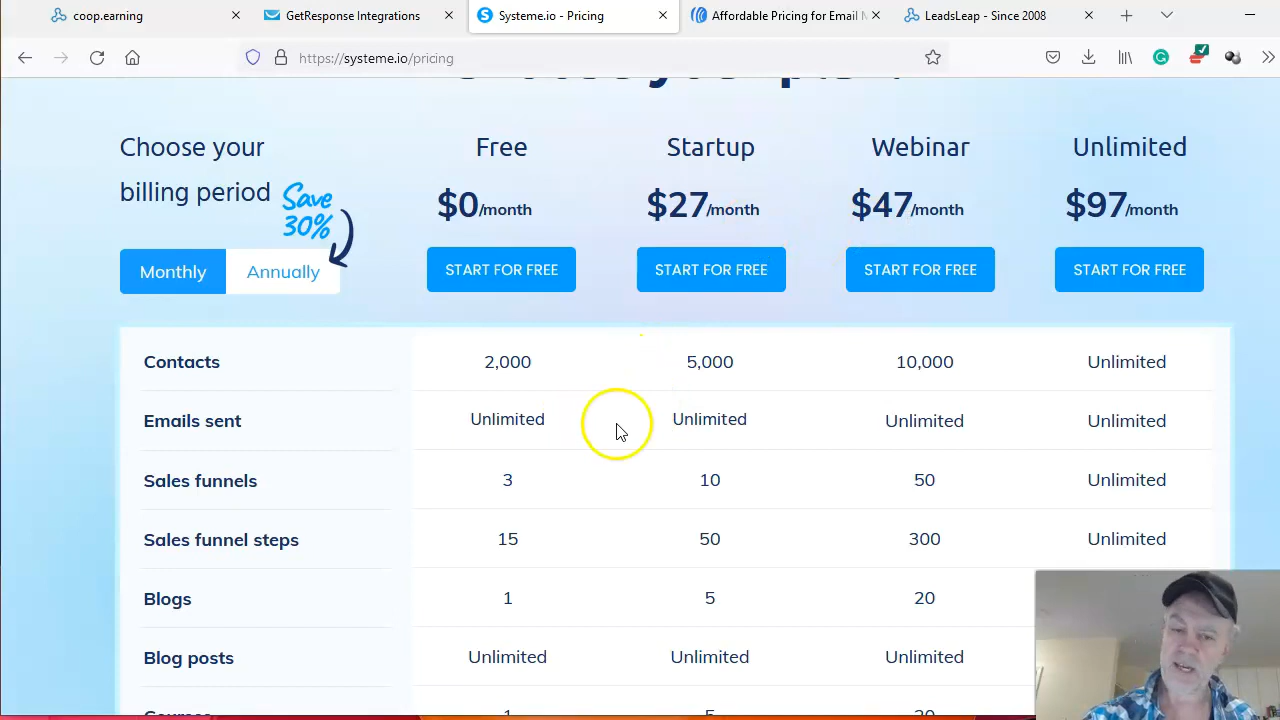 coop.earning
GetResponse Integrations
Systeme.io - Pricing
Affordable Pricing for Email
LeadsLeap - Since 2008
https://systeme.io/pricing
Choose your
billing period
Save
30%
Monthly
Annually
Free
Startup
Webinar
Unlimited
$0/month
$27/month
$47/month
$97/month
START FOR FREE
START FOR FREE
START FOR FREE
START FOR FREE
Contacts 2,000 5,000 10,000 Unlimited
Emails sent Unlimited Unlimited Unlimited Unlimited
Sales funnels 3 10 50 Unlimited
Sales funnel steps 15 50 300 Unlimited
Blogs 1 5 20
Blog posts Unlimited Unlimited Unlimited